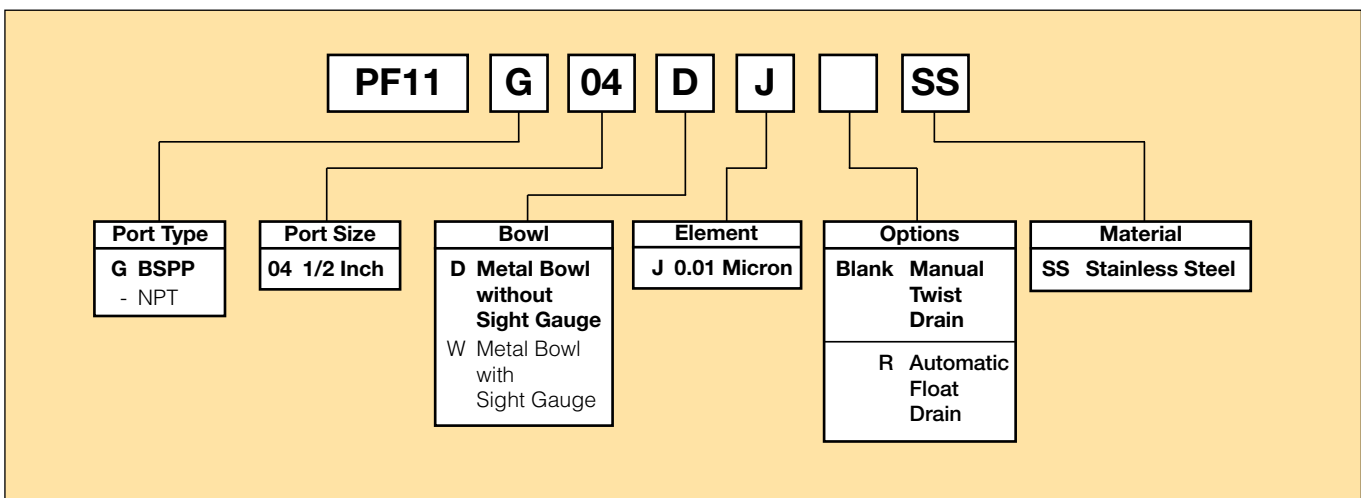 PF11 G 04 D J SS
Port Type
G BSPP
- NPT
Port Size
04 1/2 Inch
Bowl
D Metal Bowl
without
Sight Gauge
W Metal Bowl
with
Sight Gauge
Element
J 0.01 Micron
Options
Blank Manual
Twist
Drain
R Automatic
Float
Drain
Material
SS Stainless Steel